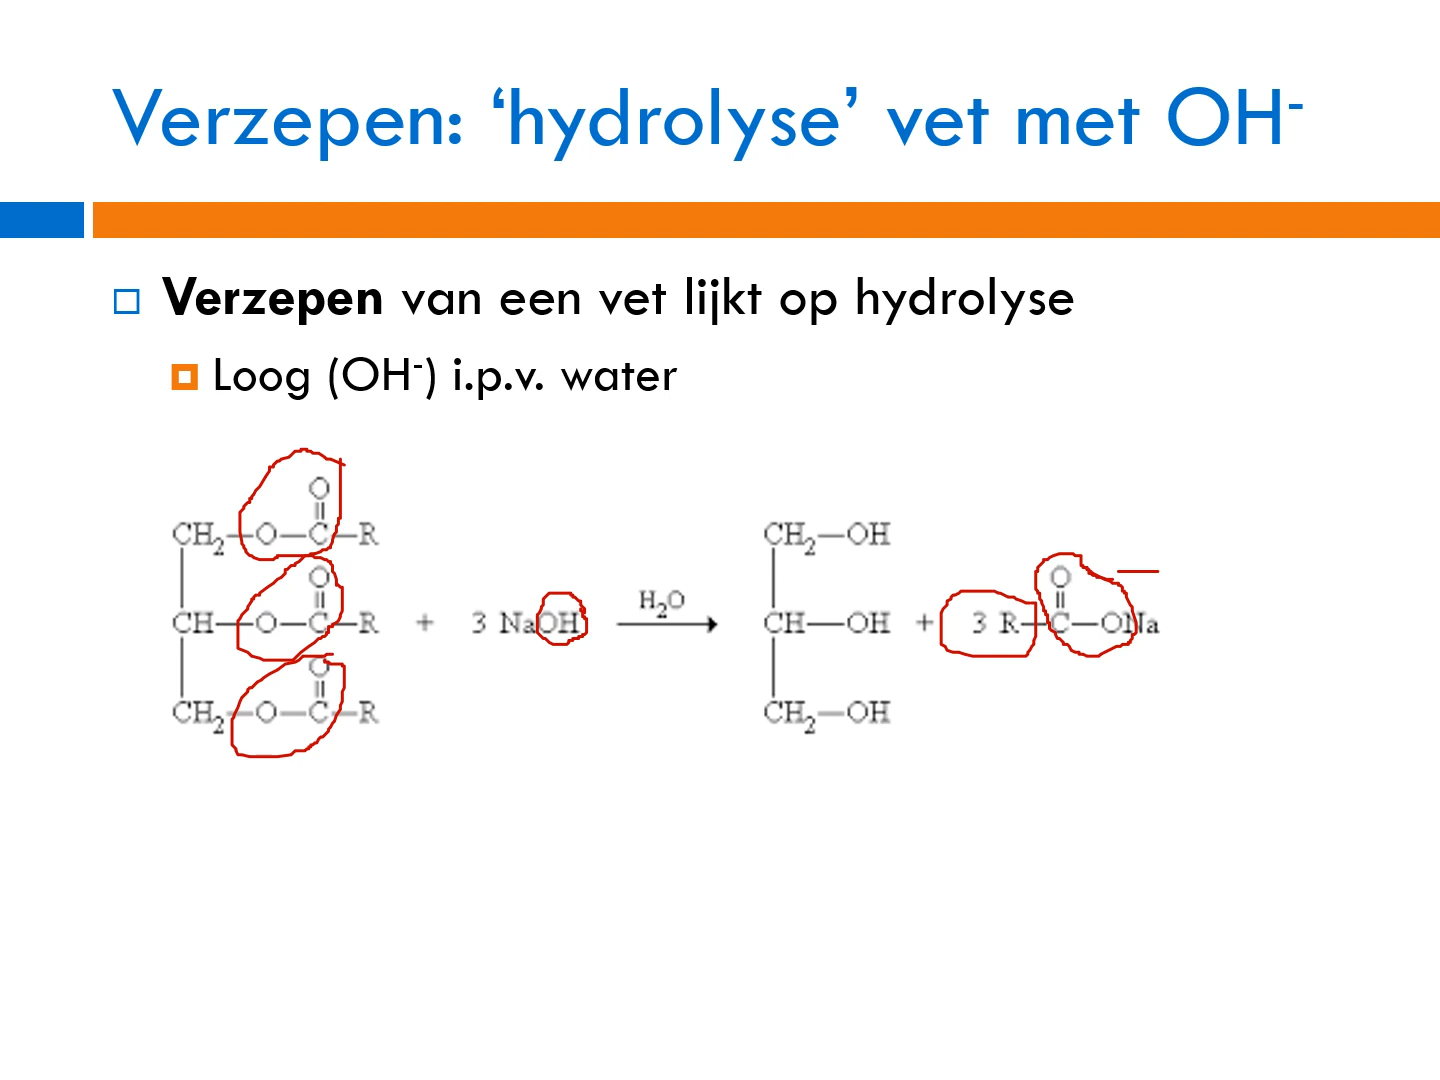 Verzepen: ‘hydrolyse’ vet met OH⁻
Verzepen van een vet lijkt op hydrolyse
Loog (OH⁻) i.p.v. water
O
CH₂—O—C—R CH₂—OH
O O
CH—O—C—R + 3 NaOH H₂O CH—OH + 3 R—C—ONa
O
CH₂—O—C—R CH₂—OH